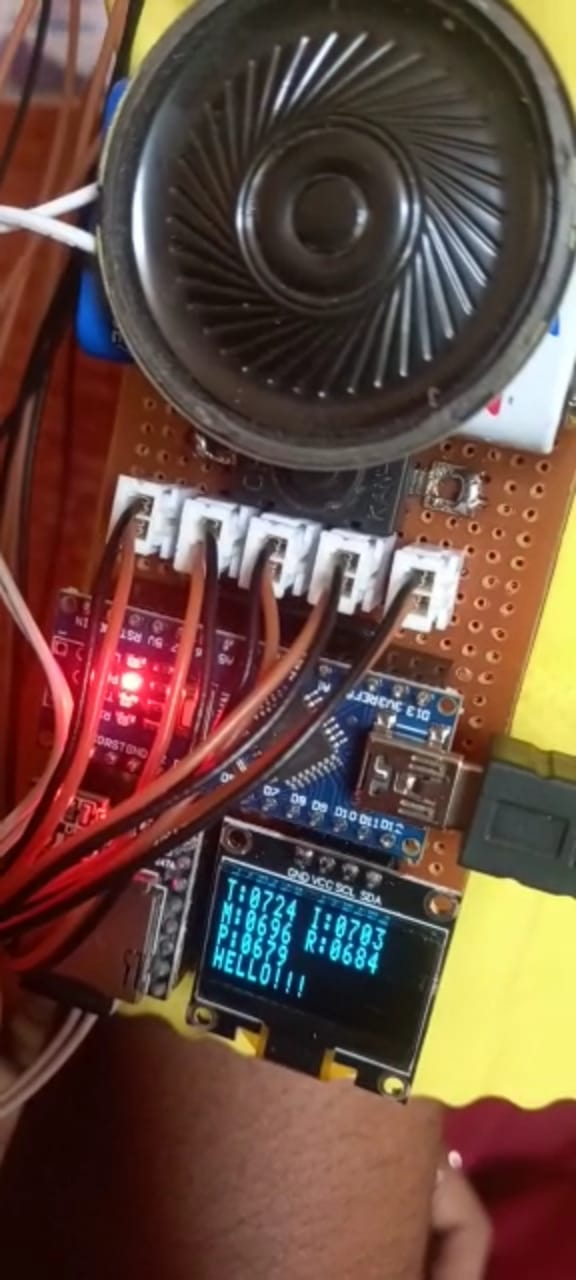 RST
5V
D13 3V3 REF
D7 D8 D9 D10 D11 D12
GND VCC SCL SDA
T:0724 I:0703
M:0696 R:0684
P:0679
HELLO!!!